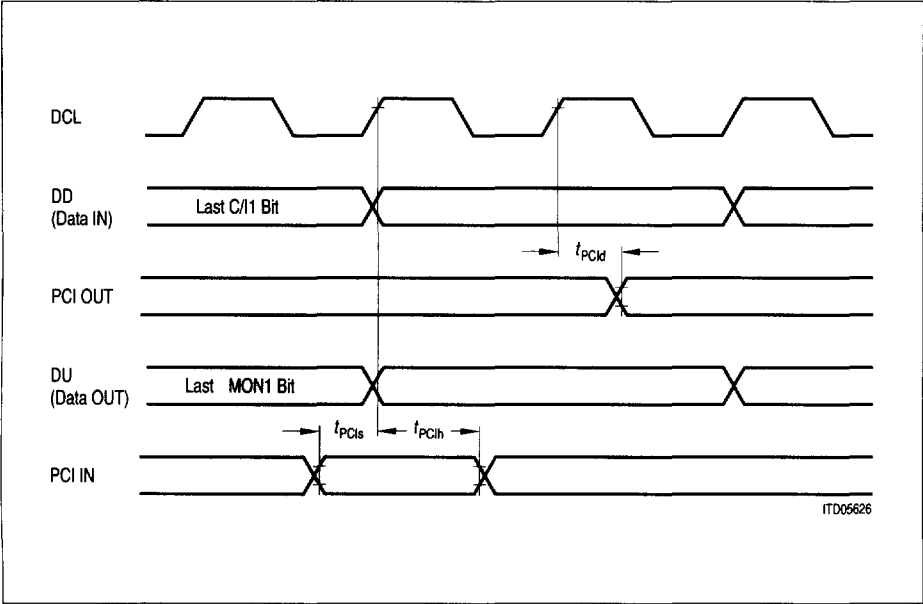 DCL
DD
(Data IN)
Last C/I1 Bit
tPCId
PCI OUT
DU
(Data OUT)
Last MON1 Bit
tPCIs
tPCIh
PCI IN
ITD05626